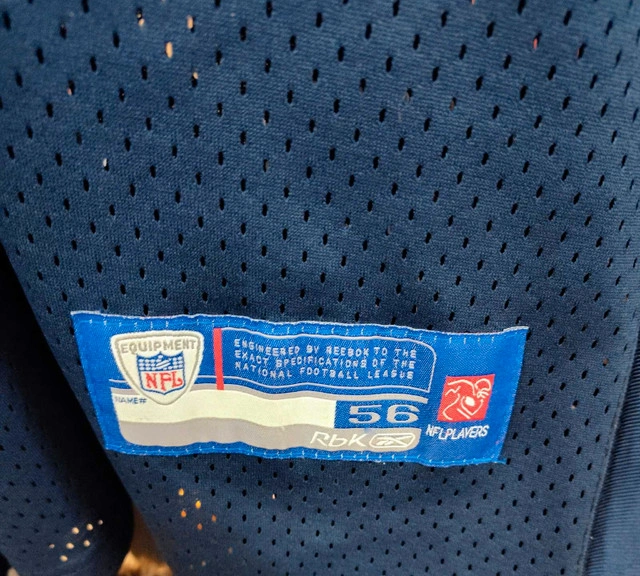 EQUIPMENT
NFL
ENGINEERED BY REEBOK TO THE
EXACT SPECIFICATIONS OF THE
NATIONAL FOOTBALL LEAGUE
NAME#
56
RbK
NFLPLAYERS